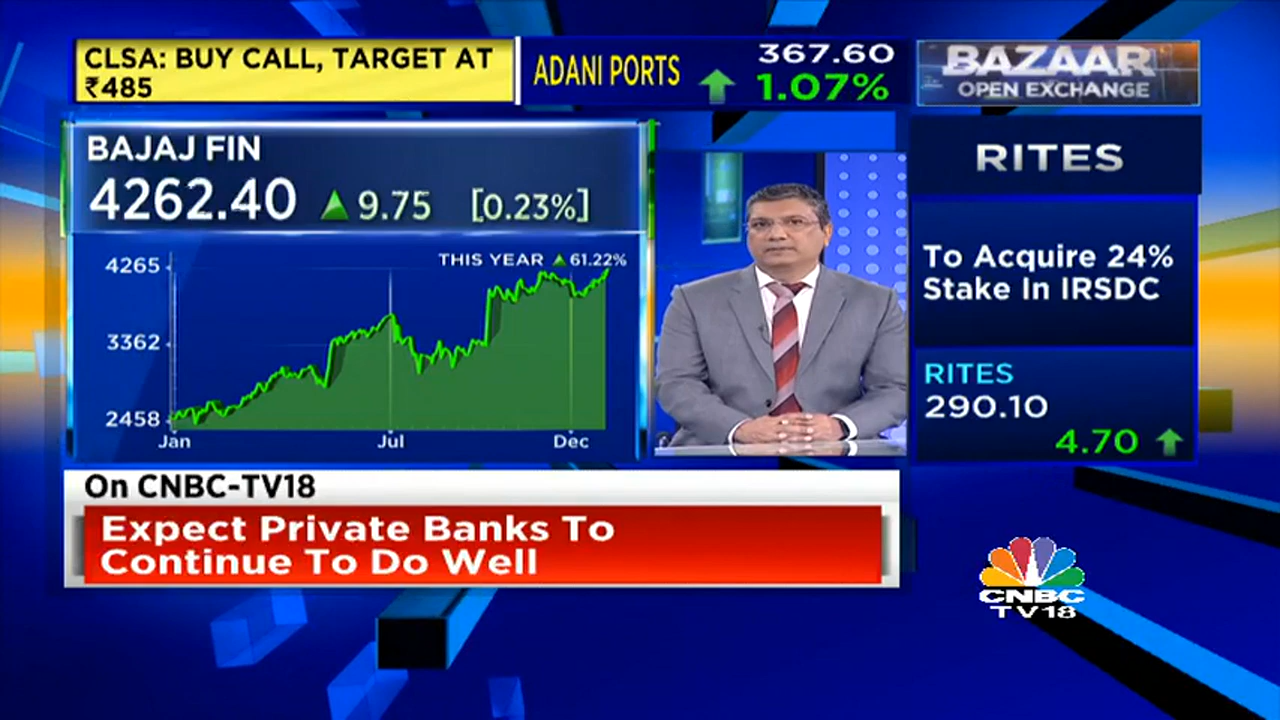 CLSA: BUY CALL, TARGET AT
₹485
ADANI PORTS
367.60
1.07%
BAZAAR
OPEN EXCHANGE
BAJAJ FIN
4262.40 9.75 [0.23%]
THIS YEAR 61.22%
4265
3362
2458
Jan Jul Dec
RITES
To Acquire 24%
Stake In IRSDC
RITES
290.10
4.70
On CNBC-TV18
Expect Private Banks To
Continue To Do Well
CNBC
TV18